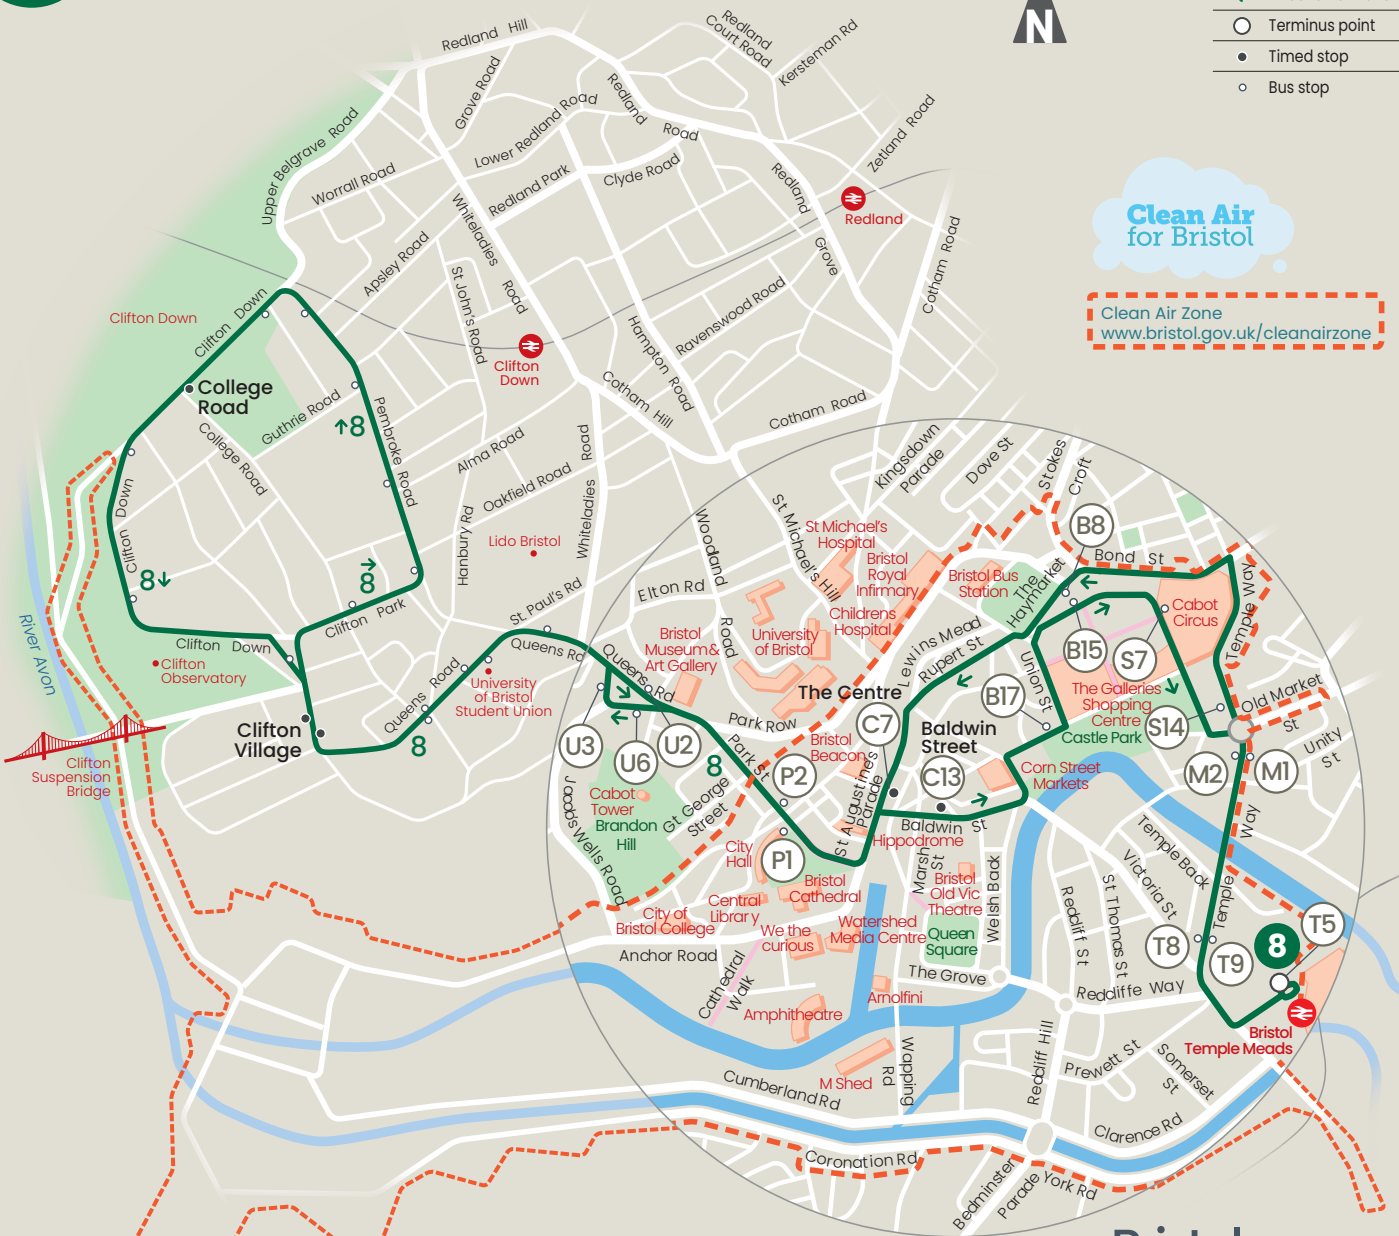 N
Terminus point
Timed stop
Bus stop
Clean Air
for Bristol
Clean Air Zone
www.bristol.gov.uk/cleanairzone
Redland Hill
Redland
Court Road
Kersteman Rd
Grove Road
Redland
Road
Lower Redland Road
Zetland Road
Upper Belgrave Road
Worrall Road
Redland Park
Clyde Road
Redland
Grove
Redland
Whiteladies
Road
Apsley Road
St John's Road
Cotham Road
Clifton Down
Clifton Down
Clifton
Down
Ravenswood Road
Hampton Road
College
Road
Guthrie Road
College Road
Pembroke Road
↑8
Cotham Hill
Cotham Road
Alma Road
Oakfield Road
Whiteladies Road
Hanbury Rd
Lido Bristol
Clifton Down
8↓
→
8
Clifton Park
Clifton Down
Clifton
Observatory
River Avon
St. Paul's Rd
Queens Rd
Queens Road
University
of Bristol
Student Union
Clifton
Village
8
Clifton
Suspension
Bridge
Kingsdown
Parade
Dove St
Stokes
Croft
St Michael's Hill
Woodland
Road
St Michael's
Hospital
Bristol
Royal
Infirmary
Childrens
Hospital
Bristol Bus
Station
The
Haymarket
Bond St
B8
Elton Rd
Bristol
Museum&
Art Gallery
University
of Bristol
Queens Rd
Lewins Mead
Rupert St
Union St
B15
S7
Cabot
Circus
Temple Way
B17
The Galleries
Shopping
Centre
Castle Park
S14
Old Market
St
Unity
St
M2
M1
The Centre
C7
Baldwin
Street
C13
Corn Street
Markets
Park Row
Park St
U3
U6
U2
8
P2
Bristol
Beacon
St Augustine's
Parade
Baldwin St
Hippodrome
Jacobs Wells Road
Cabot
Tower
Brandon
Hill
Gt George
Street
City
Hall
P1
Bristol
Cathedral
Central
Library
City of
Bristol College
We the
curious
Watershed
Media Centre
Marsh
St
Bristol
Old Vic
Theatre
Welsh Back
Queen
Square
The Grove
Anchor Road
Cathedral
Walk
Amphitheatre
Arnolfini
M Shed
Wapping
Rd
Cumberland Rd
Coronation Rd
Temple Back
Victoria St
St Thomas St
Redcliff St
Temple
Way
T8
T9
8
T5
Redcliffe Way
Bristol
Temple Meads
Redcliff Hill
Prewett St
Somerset
St
Clarence Rd
York Rd
Bedminster
Parade